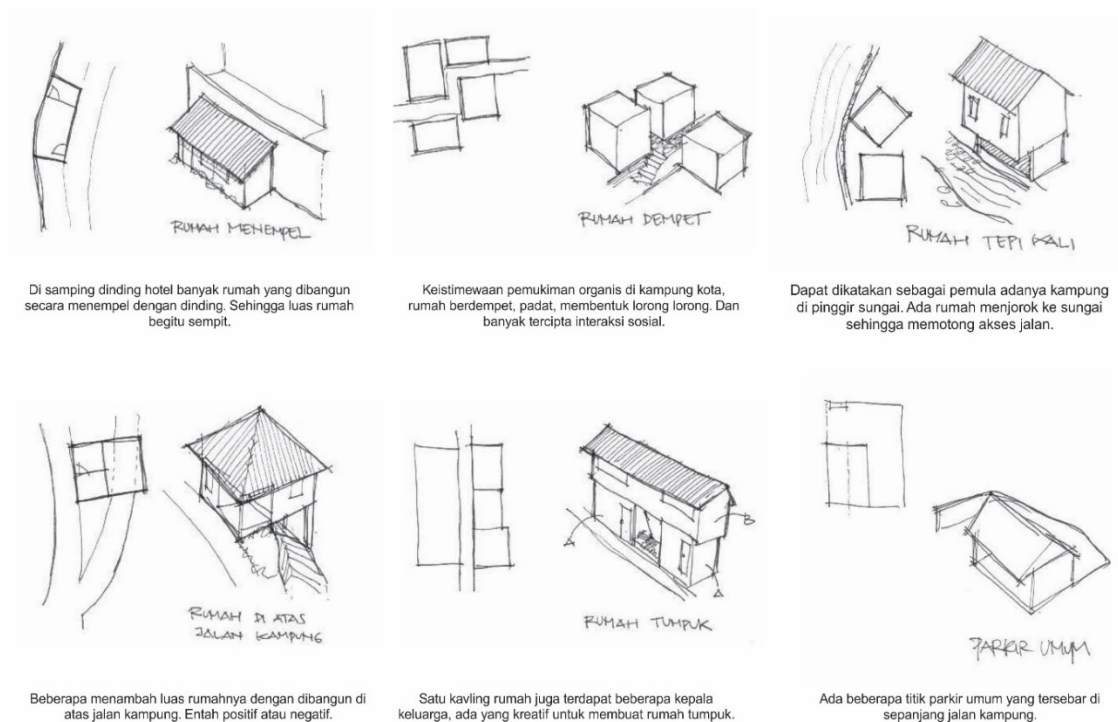 RUMAH MENEMPEL
Di samping dinding hotel banyak rumah yang dibangun
secara menempel dengan dinding. Sehingga luas rumah
begitu sempit.
RUMAH DEMPET
Keistimewaan pemukiman organis di kampung kota,
rumah berdempet, padat, membentuk lorong lorong. Dan
banyak tercipta interaksi sosial.
RUMAH TEPI KALI
Dapat dikatakan sebagai pemula adanya kampung
di pinggir sungai. Ada rumah menjorok ke sungai
sehingga memotong akses jalan.
RUMAH DI ATAS
JALAN KAMPUNG
Beberapa menambah luas rumahnya dengan dibangun di
atas jalan kampung. Entah positif atau negatif.
A
B
A
RUMAH TUMPUK
Satu kavling rumah juga terdapat beberapa kepala
keluarga, ada yang kreatif untuk membuat rumah tumpuk.
PARKIR UMUM
Ada beberapa titik parkir umum yang tersebar di
sepanjang jalan kampung.